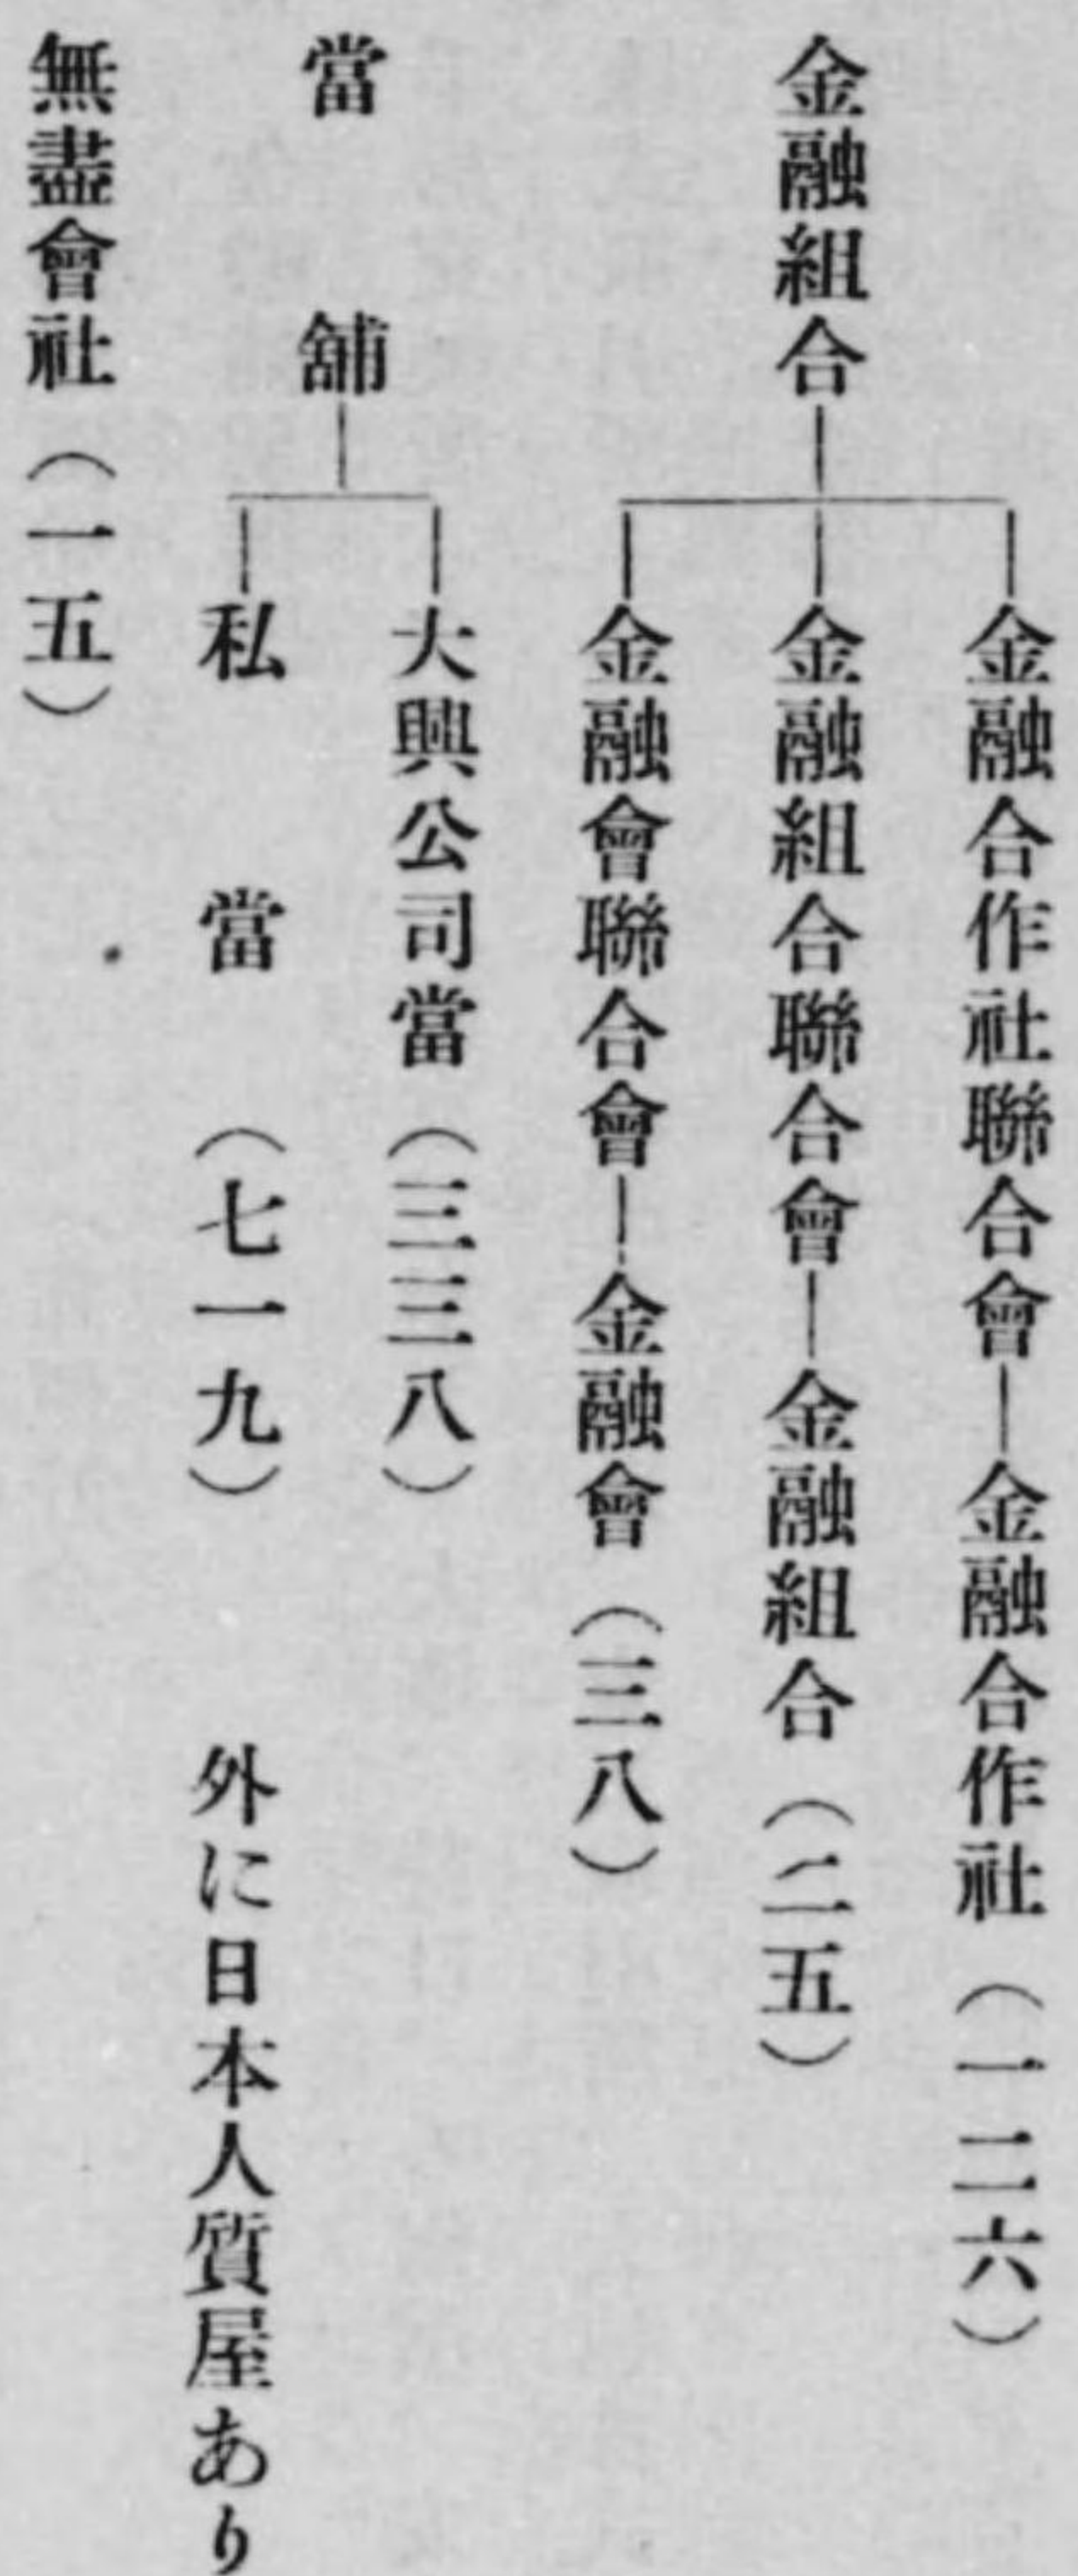 金融組合
金融合作社聯合會―金融合作社（一二六）
金融組合聯合會―金融組合（二五）
金融會聯合會―金融會（三八）
當舖
大興公司當（三三八）
私當（七一九）　外に日本人質屋あり
無盡會社（一五）